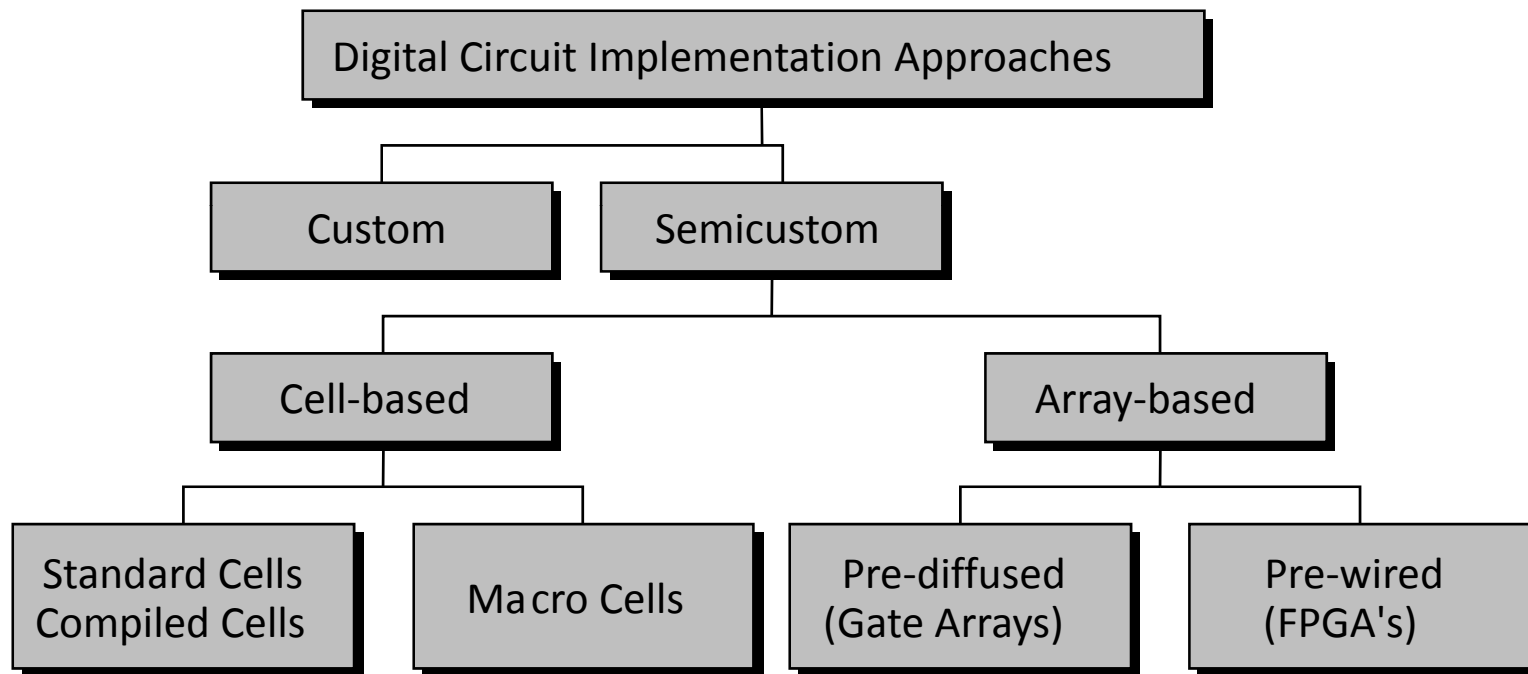 Digital Circuit Implementation Approaches
Custom
Semicustom
Cell-based
Array-based
Standard Cells
Compiled Cells
Macro Cells
Pre-diffused
(Gate Arrays)
Pre-wired
(FPGA's)